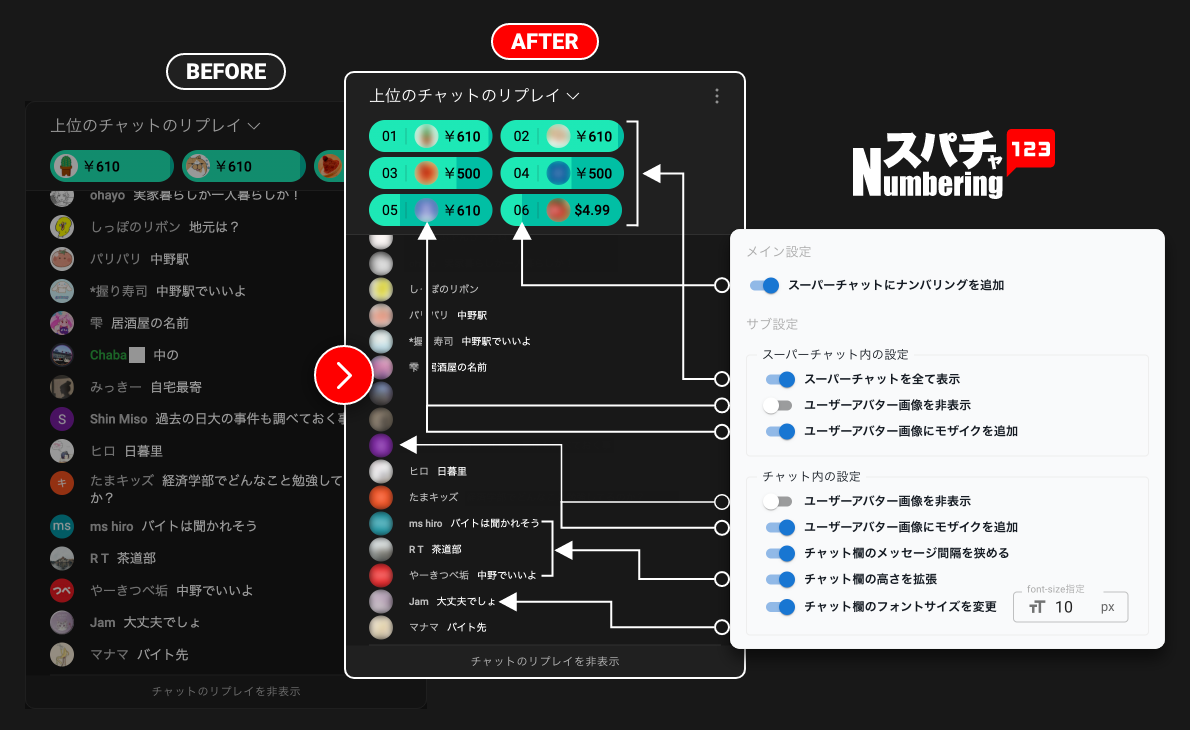 BEFORE
上位のチャットのリプレイ
￥610
￥610
ohayo 実家暮らしか一人暮らしか！
しっぽのリボン 地元は？
パリパリ 中野駅
*握り寿司 中野駅でいいよ
雫 居酒屋の名前
Chaba 中の
みっきー 自宅最寄
S
Shin Miso 過去の日大の事件も調べておく
ヒロ 日暮里
キ
たまキッズ 経済学部でどんなこと勉強して
か？
ms
ms hiro バイトは聞かれそう
R T 茶道部
つべ
やーきつべ垢 中野でいいよ
Jam 大丈夫でしょ
マナマ バイト先
チャットのリプレイを非表示
AFTER
上位のチャットのリプレイ
01 ￥610
02 ￥610
03 ￥500
04 ￥500
05 ￥610
06 $4.99
し っぽのリボン
パリパリ 中野駅
*握 寿司 中野駅でいいよ
雫 居酒屋の名前
ヒロ 日暮里
たまキッズ
ms hiro バイトは聞かれそう
R T 茶道部
やーきつべ垢 中野でいいよ
Jam 大丈夫でしょ
マナマ バイト先
チャットのリプレイを非表示
スパチャ
123
Numbering
メイン設定
スーパーチャットにナンバリングを追加
サブ設定
スーパーチャット内の設定
スーパーチャットを全て表示
ユーザーアバター画像を非表示
ユーザーアバター画像にモザイクを追加
チャット内の設定
ユーザーアバター画像を非表示
ユーザーアバター画像にモザイクを追加
チャット欄のメッセージ間隔を狭める
チャット欄の高さを拡張
チャット欄のフォントサイズを変更
font-size指定
TT 10 px